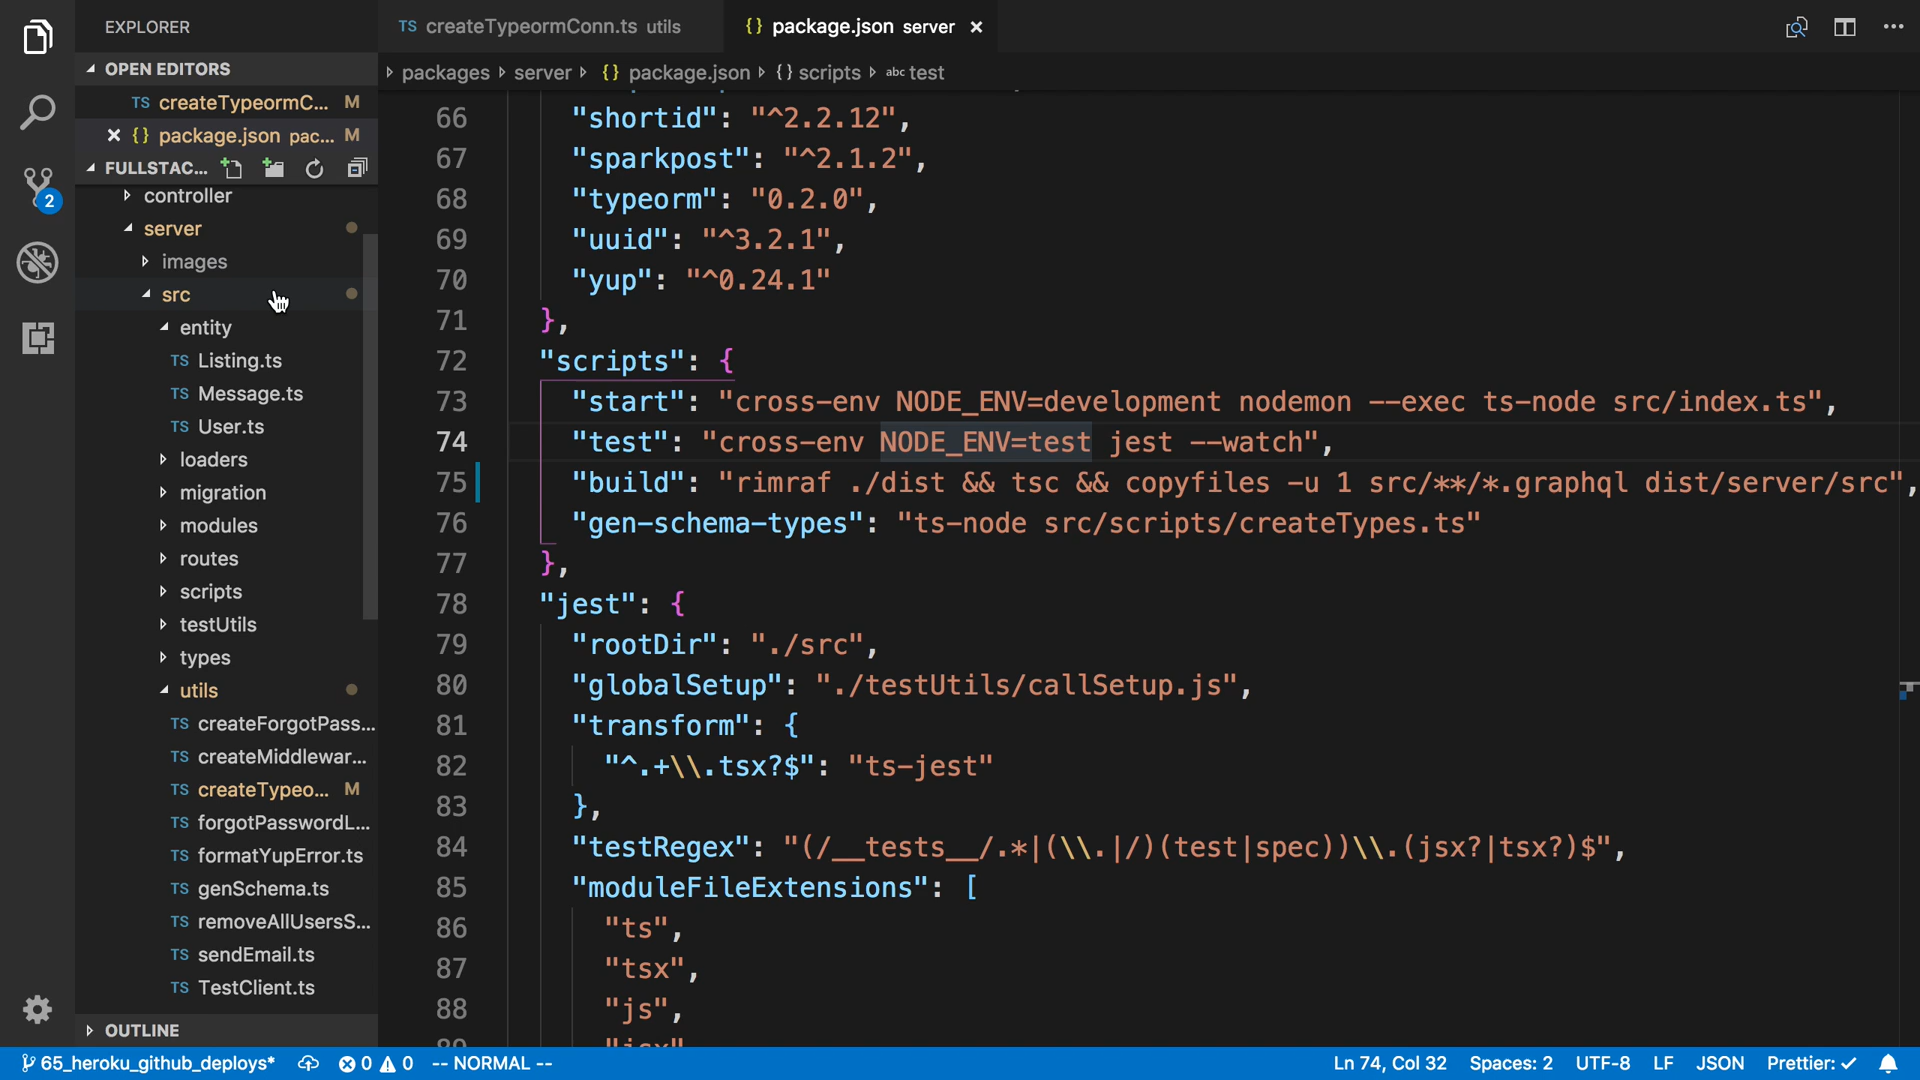 EXPLORER
OPEN EDITORS
TS createTypeormC... M
{} package.json pac... M
FULLSTAC...
controller
server
images
src
entity
TS Listing.ts
TS Message.ts
TS User.ts
loaders
migration
modules
routes
scripts
testUtils
types
utils
TS createForgotPass...
TS createMiddlewar...
TS createTypeo... M
TS forgotPasswordL...
TS formatYupError.ts
TS genSchema.ts
TS removeAllUsersS...
TS sendEmail.ts
TS TestClient.ts
OUTLINE
2
TS createTypeormConn.ts utils
{} package.json server ×
packages server {} package.json {} scripts abc test
66 "shortid": "^2.2.12",
67 "sparkpost": "^2.1.2",
68 "typeorm": "0.2.0",
69 "uuid": "^3.2.1",
70 "yup": "^0.24.1"
71 },
72 "scripts": {
73 "start": "cross-env NODE_ENV=development nodemon --exec ts-node src/index.ts",
74 "test": "cross-env NODE_ENV=test jest --watch",
75 "build": "rimraf ./dist && tsc && copyfiles -u 1 src/**/*.graphql dist/server/src",
76 "gen-schema-types": "ts-node src/scripts/createTypes.ts"
77 },
78 "jest": {
79 "rootDir": "./src",
80 "globalSetup": "./testUtils/callSetup.js",
81 "transform": {
82 "^.+\\.tsx?$": "ts-jest"
83 },
84 "testRegex": "(/__tests__/.*|(\\.|/)(test|spec))\\.(jsx?|tsx?)$",
85 "moduleFileExtensions": [
86 "ts",
87 "tsx",
88 "js",
65_heroku_github_deploys* 0 0 -- NORMAL -- Ln 74, Col 32 Spaces: 2 UTF-8 LF JSON Prettier: ✓